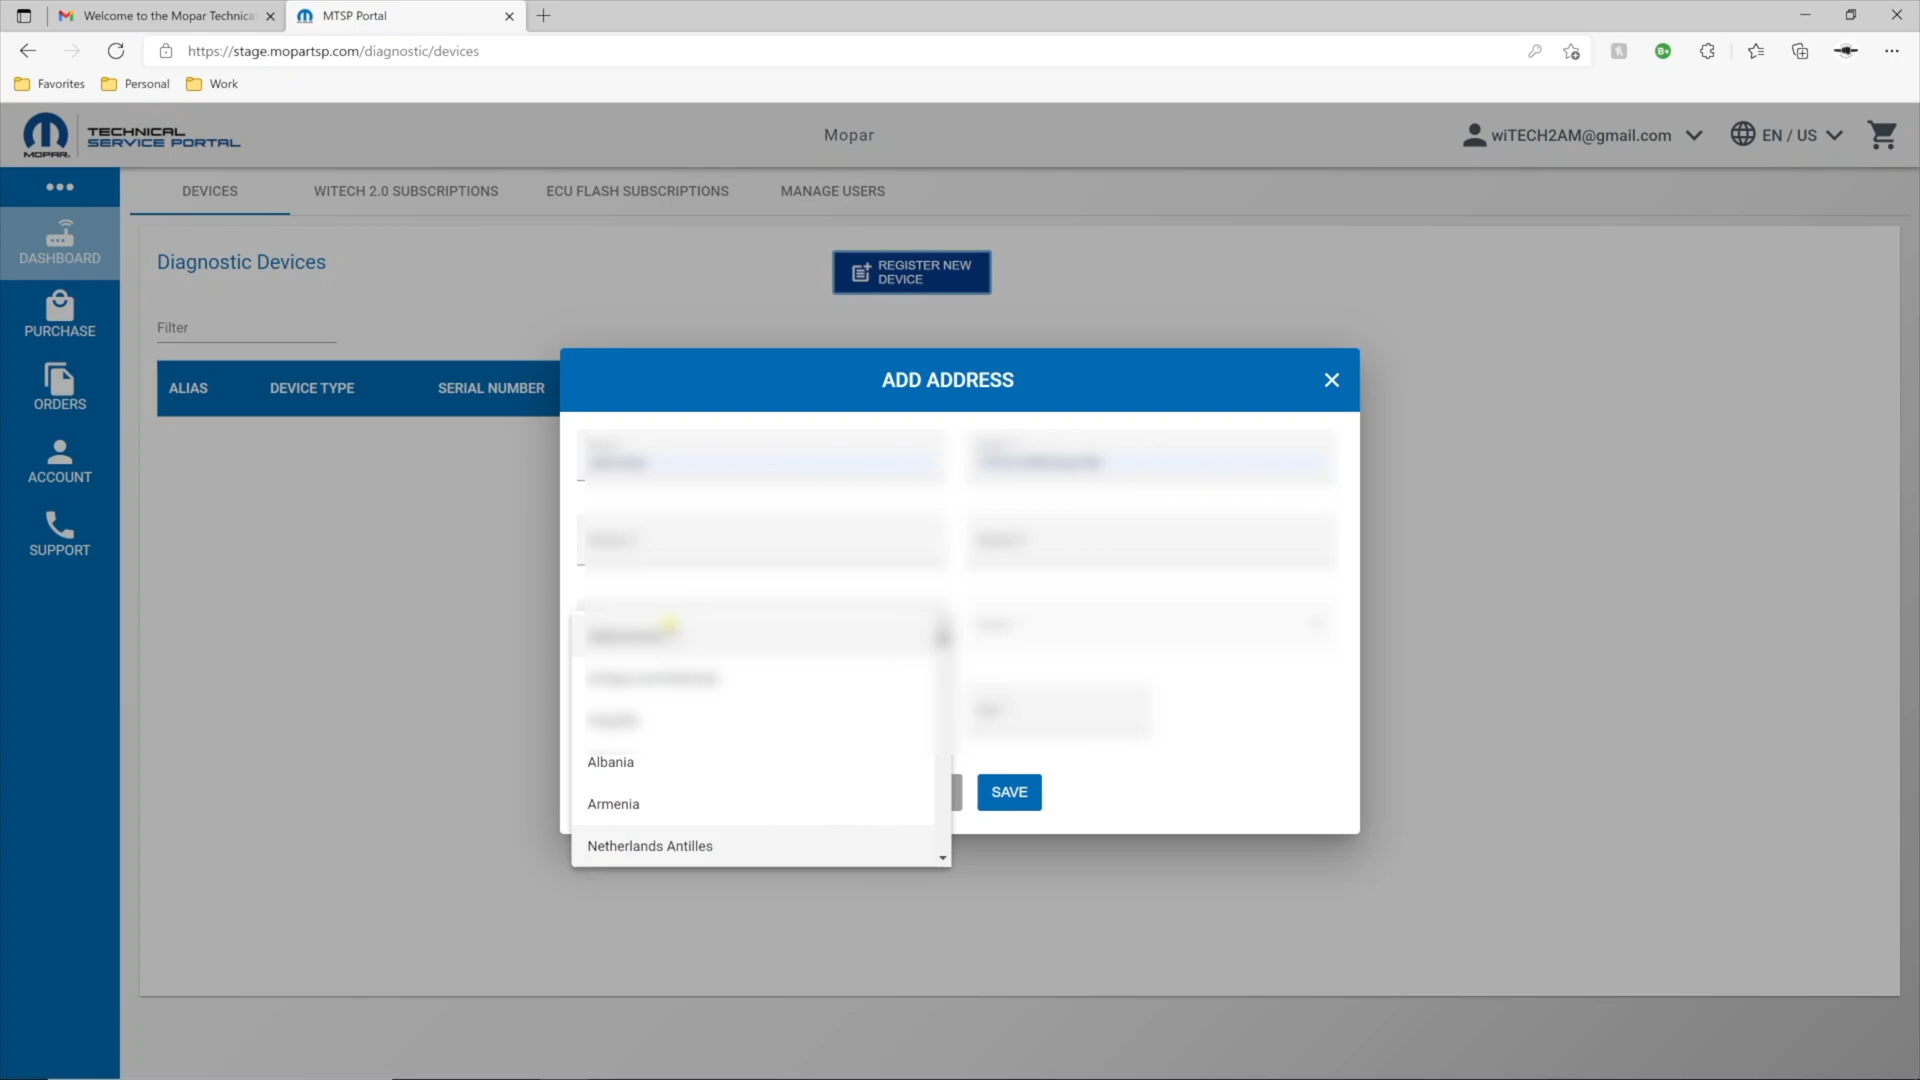 Welcome to the Mopar Technica
MTSP Portal
https://stage.mopartsp.com/diagnostic/devices
Favorites
Personal
Work
MOPAR.
TECHNICAL
SERVICE PORTAL
Mopar
wiTECH2AM@gmail.com
EN / US
DEVICES
WITECH 2.0 SUBSCRIPTIONS
ECU FLASH SUBSCRIPTIONS
MANAGE USERS
DASHBOARD
PURCHASE
ORDERS
ACCOUNT
SUPPORT
Diagnostic Devices
REGISTER NEW
DEVICE
Filter
ALIAS
DEVICE TYPE
SERIAL NUMBER
ADD ADDRESS
Albania
Armenia
Netherlands Antilles
SAVE